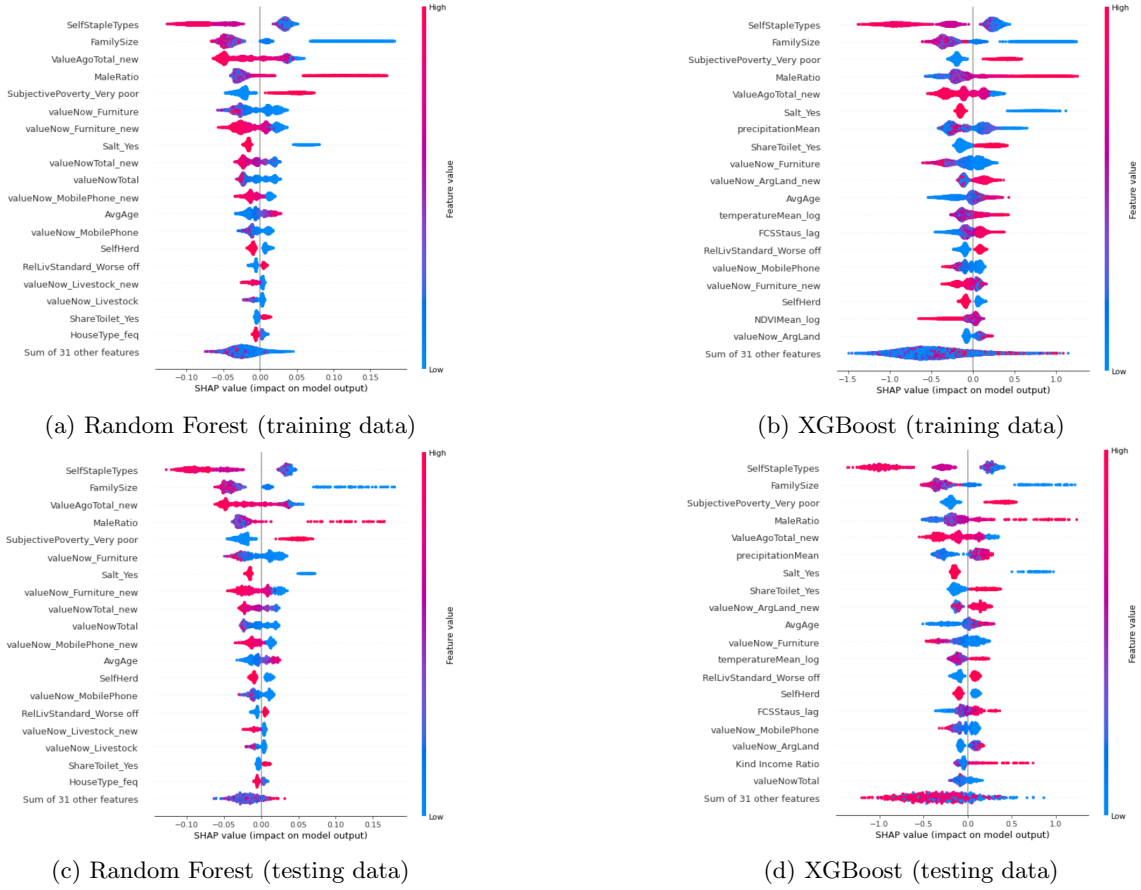 High
SelfStapleTypes
FamilySize
ValueAgoTotal_new
MaleRatio
SubjectivePoverty_Very poor
valueNow_Furniture
valueNow_Furniture_new
Salt_Yes
valueNowTotal_new
valueNowTotal
valueNow_MobilePhone_new
AvgAge
valueNow_MobilePhone
SelfHerd
RelLivStandard_Worse off
valueNow_Livestock_new
valueNow_Livestock
ShareToilet_Yes
HouseType_feq
Sum of 31 other features
Feature value
Low
−0.10 −0.05 0.00 0.05 0.10 0.15
SHAP value (impact on model output)
(a) Random Forest (training data)
High
SelfStapleTypes
FamilySize
SubjectivePoverty_Very poor
MaleRatio
ValueAgoTotal_new
Salt_Yes
precipitationMean
ShareToilet_Yes
valueNow_Furniture
valueNow_ArgLand_new
AvgAge
temperatureMean_log
FCSStaus_lag
RelLivStandard_Worse off
valueNow_MobilePhone
valueNow_Furniture_new
SelfHerd
NDVIMean_log
valueNow_ArgLand
Sum of 31 other features
Feature value
Low
−1.5 −1.0 −0.5 0.0 0.5 1.0
SHAP value (impact on model output)
(b) XGBoost (training data)
High
SelfStapleTypes
FamilySize
ValueAgoTotal_new
MaleRatio
SubjectivePoverty_Very poor
valueNow_Furniture
Salt_Yes
valueNow_Furniture_new
valueNowTotal_new
valueNowTotal
valueNow_MobilePhone_new
AvgAge
SelfHerd
valueNow_MobilePhone
RelLivStandard_Worse off
valueNow_Livestock_new
valueNow_Livestock
ShareToilet_Yes
HouseType_feq
Sum of 31 other features
Feature value
Low
−0.10 −0.05 0.00 0.05 0.10 0.15
SHAP value (impact on model output)
(c) Random Forest (testing data)
High
SelfStapleTypes
FamilySize
SubjectivePoverty_Very poor
MaleRatio
ValueAgoTotal_new
precipitationMean
Salt_Yes
ShareToilet_Yes
valueNow_ArgLand_new
AvgAge
valueNow_Furniture
temperatureMean_log
RelLivStandard_Worse off
SelfHerd
FCSStaus_lag
valueNow_MobilePhone
valueNow_ArgLand
Kind Income Ratio
valueNowTotal
Sum of 31 other features
Feature value
Low
−1.0 −0.5 0.0 0.5 1.0
SHAP value (impact on model output)
(d) XGBoost (testing data)